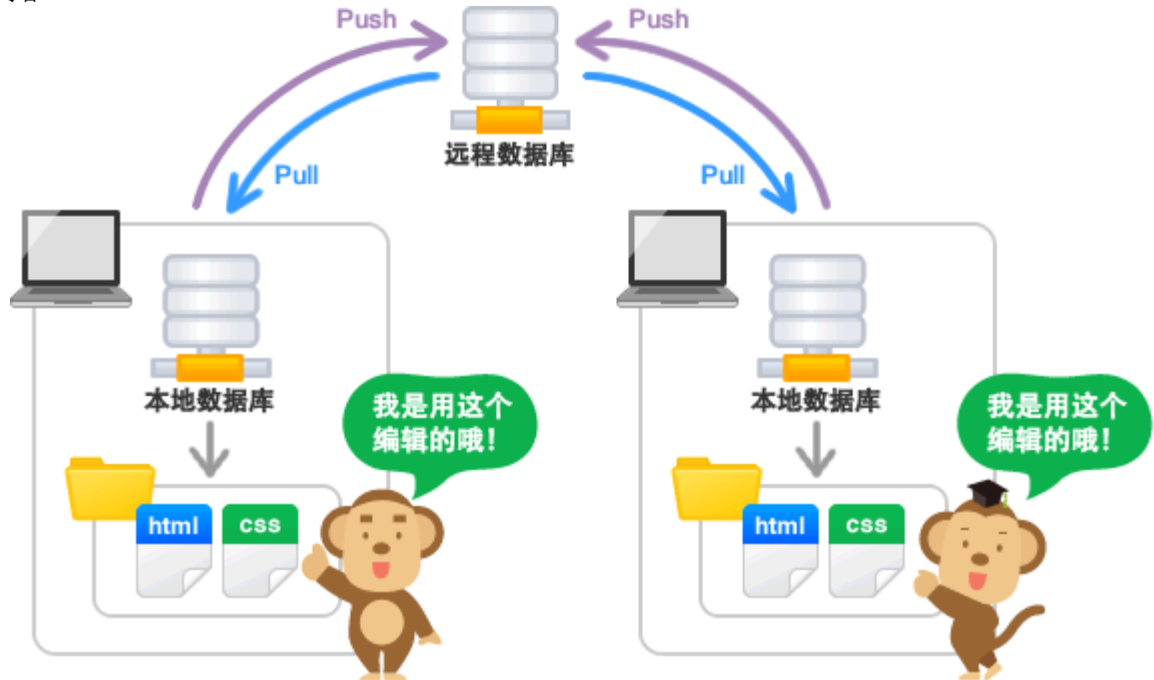 Push
Push
远程数据库
Pull
Pull
本地数据库
本地数据库
我是用这个
编辑的哦!
我是用这个
编辑的哦!
html
css
html
css